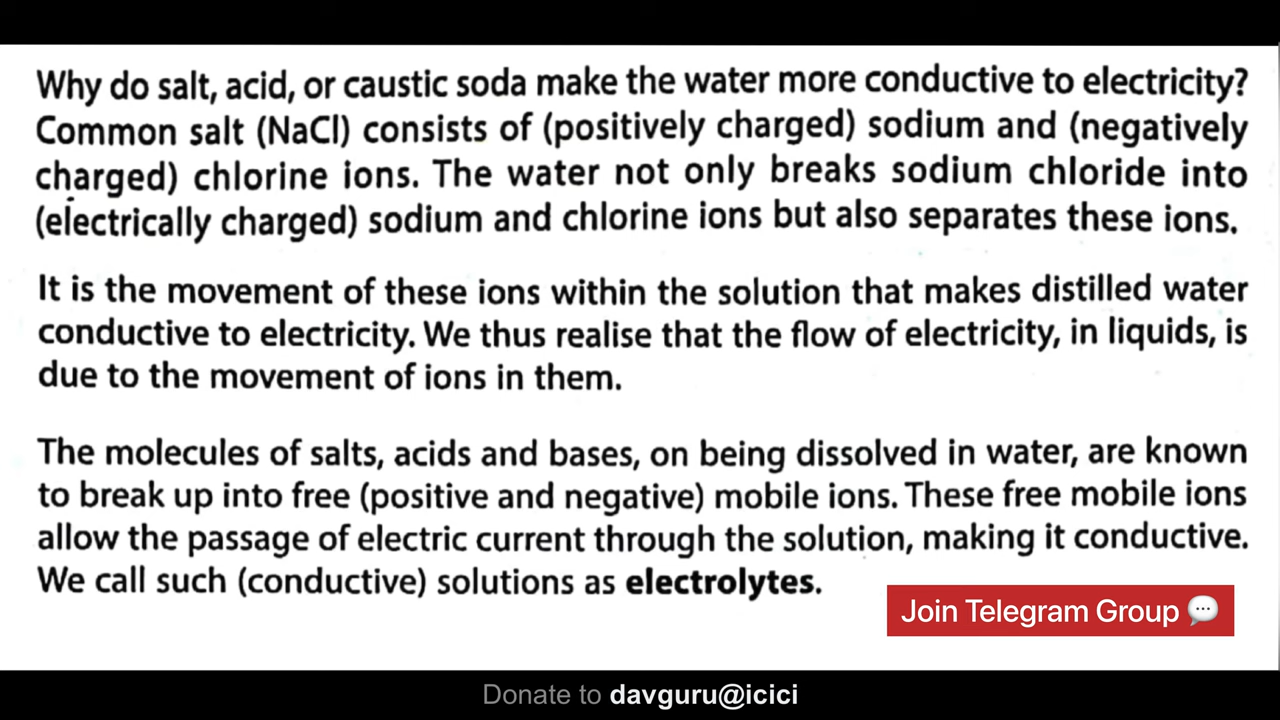 Why do salt, acid, or caustic soda make the water more conductive to electricity?
Common salt (NaCl) consists of (positively charged) sodium and (negatively
charged) chlorine ions. The water not only breaks sodium chloride into
(electrically charged) sodium and chlorine ions but also separates these ions.
It is the movement of these ions within the solution that makes distilled water
conductive to electricity. We thus realise that the flow of electricity, in liquids, is
due to the movement of ions in them.
The molecules of salts, acids and bases, on being dissolved in water, are known
to break up into free (positive and negative) mobile ions. These free mobile ions
allow the passage of electric current through the solution, making it conductive.
We call such (conductive) solutions as electrolytes.
Join Telegram Group 💬
Donate to davguru@icici